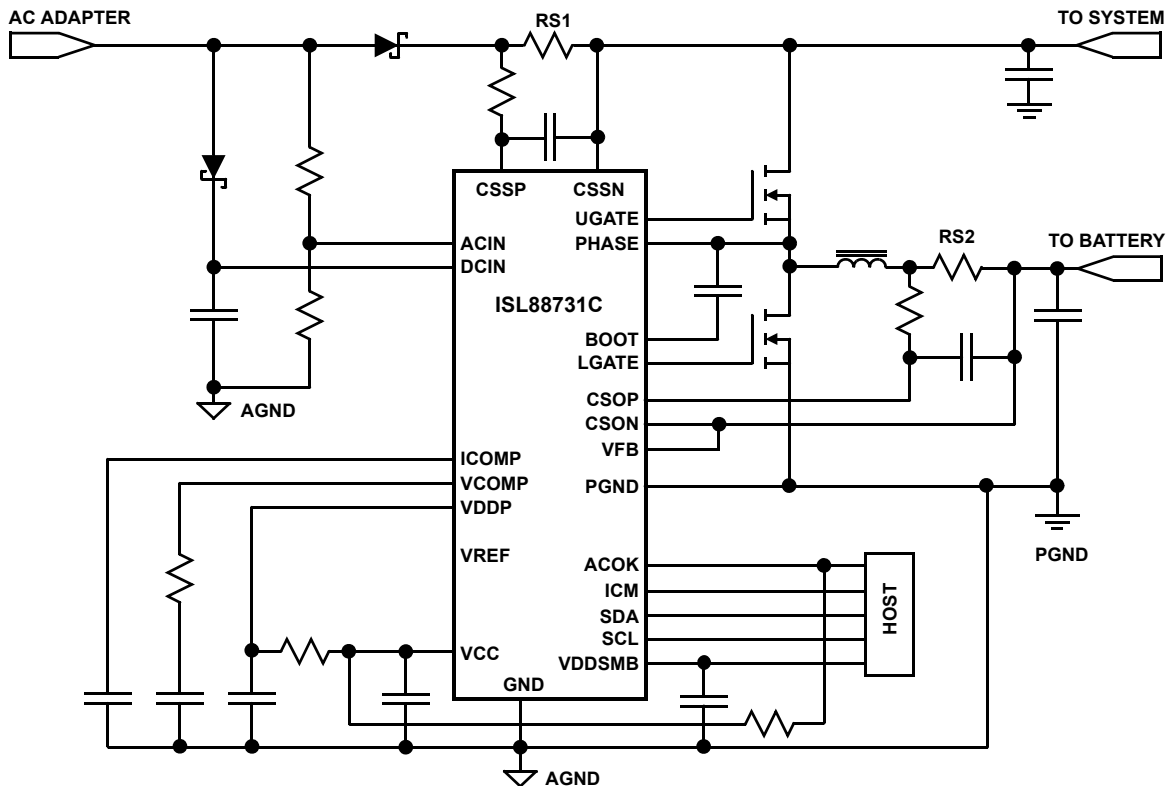 AC ADAPTER
RS1
TO SYSTEM
CSSP
CSSN
UGATE
PHASE
RS2
TO BATTERY
ACIN
DCIN
ISL88731C
BOOT
LGATE
CSOP
AGND
CSON
VFB
ICOMP
VCOMP
PGND
VDDP
VREF
PGND
ACOK
ICM
HOST
SDA
SCL
VCC
VDDSMB
GND
AGND